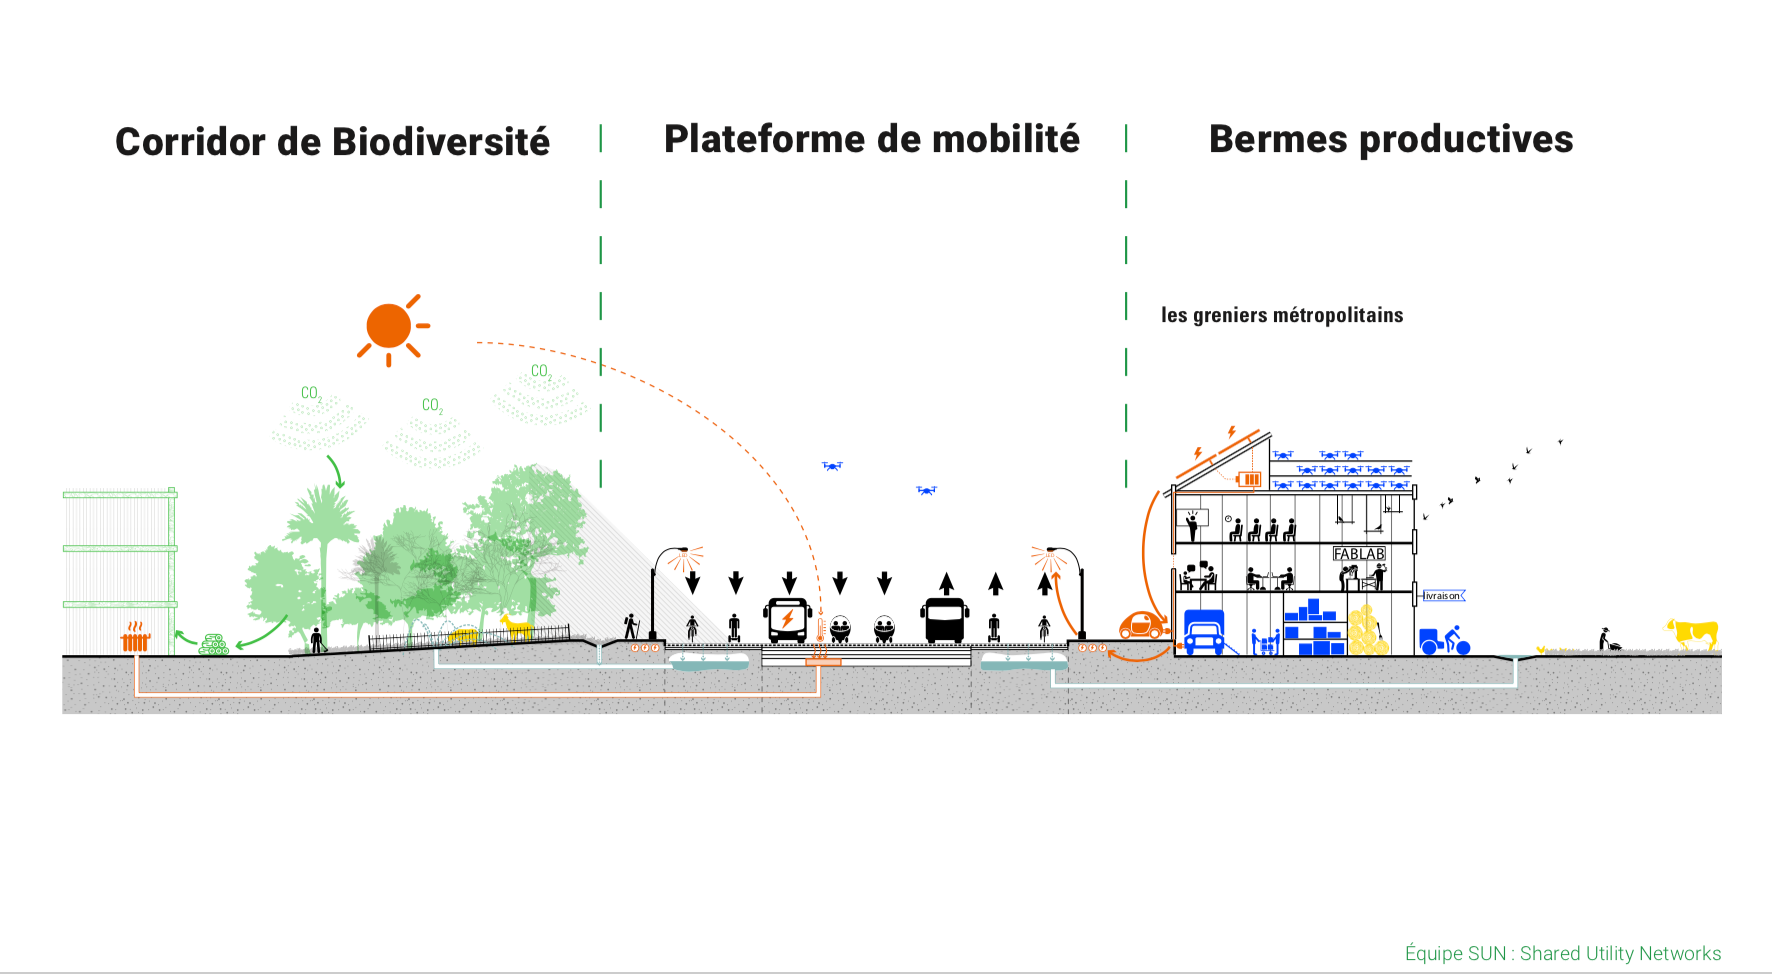 Corridor de Biodiversité
Plateforme de mobilité
Bermes productives
les greniers métropolitains
CO2
CO2
CO2
FABLAB
livraison
Équipe SUN : Shared Utility Networks